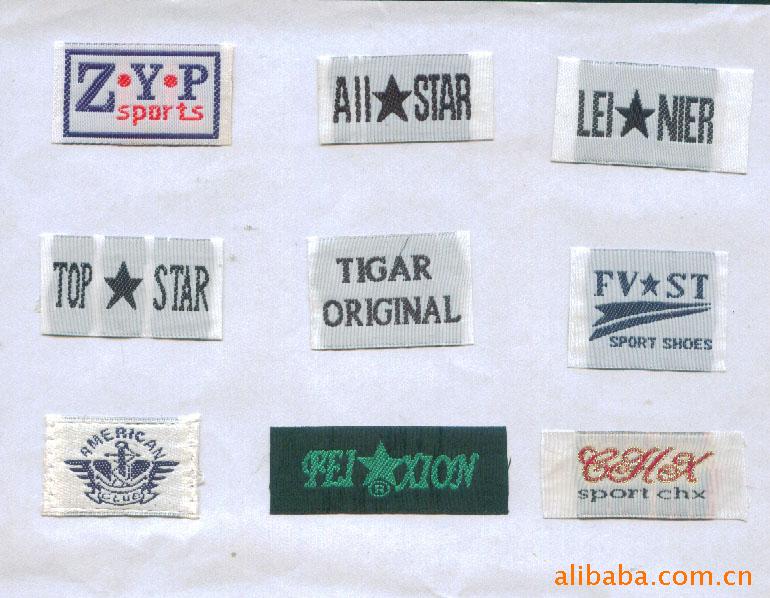 Z•Y•P
sports
All★STAR
LEI★NIER
TOP★STAR
TIGAR
ORIGINAL
FV★ST
SPORT SHOES
AMERICAN
CLUB
FEI★XION
®
CHX
sport chx
alibaba.com.cn